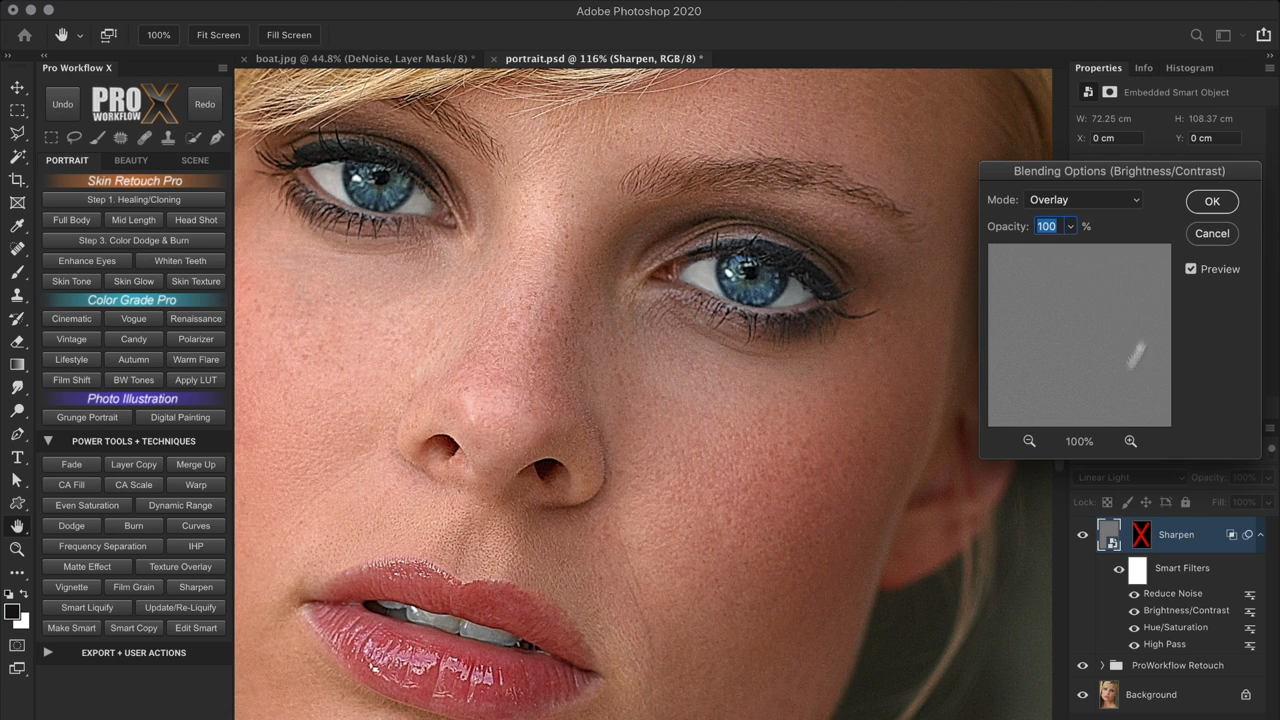 Adobe Photoshop 2020
100% Fit Screen Fill Screen
× boat.jpg @ 44.8% (DeNoise, Layer Mask/8) * × portrait.psd @ 116% (Sharpen, RGB/8) *
Pro Workflow X
Undo PRO WORKFLOW X Redo
PORTRAIT BEAUTY SCENE
Skin Retouch Pro
Step 1. Healing/Cloning
Full Body Mid Length Head Shot
Step 3. Color Dodge & Burn
Enhance Eyes Whiten Teeth
Skin Tone Skin Glow Skin Texture
Color Grade Pro
Cinematic Vogue Renaissance
Vintage Candy Polarizer
Lifestyle Autumn Warm Flare
Film Shift BW Tones Apply LUT
Photo Illustration
Grunge Portrait Digital Painting
POWER TOOLS + TECHNIQUES
Fade Layer Copy Merge Up
CA Fill CA Scale Warp
Even Saturation Dynamic Range
Dodge Burn Curves
Frequency Separation IHP
Matte Effect Texture Overlay
Vignette Film Grain Sharpen
Smart Liquify Update/Re-Liquify
Make Smart Smart Copy Edit Smart
EXPORT + USER ACTIONS
Properties Info Histogram
Embedded Smart Object
W: 72.25 cm H: 108.37 cm
X: 0 cm Y: 0 cm
Blending Options (Brightness/Contrast)
Mode: Overlay OK
Opacity: 100 % Cancel
Preview
100%
Linear Light Opacity: 100%
Lock: Fill: 100%
Sharpen
Smart Filters
Reduce Noise
Brightness/Contrast
Hue/Saturation
High Pass
ProWorkflow Retouch
Background